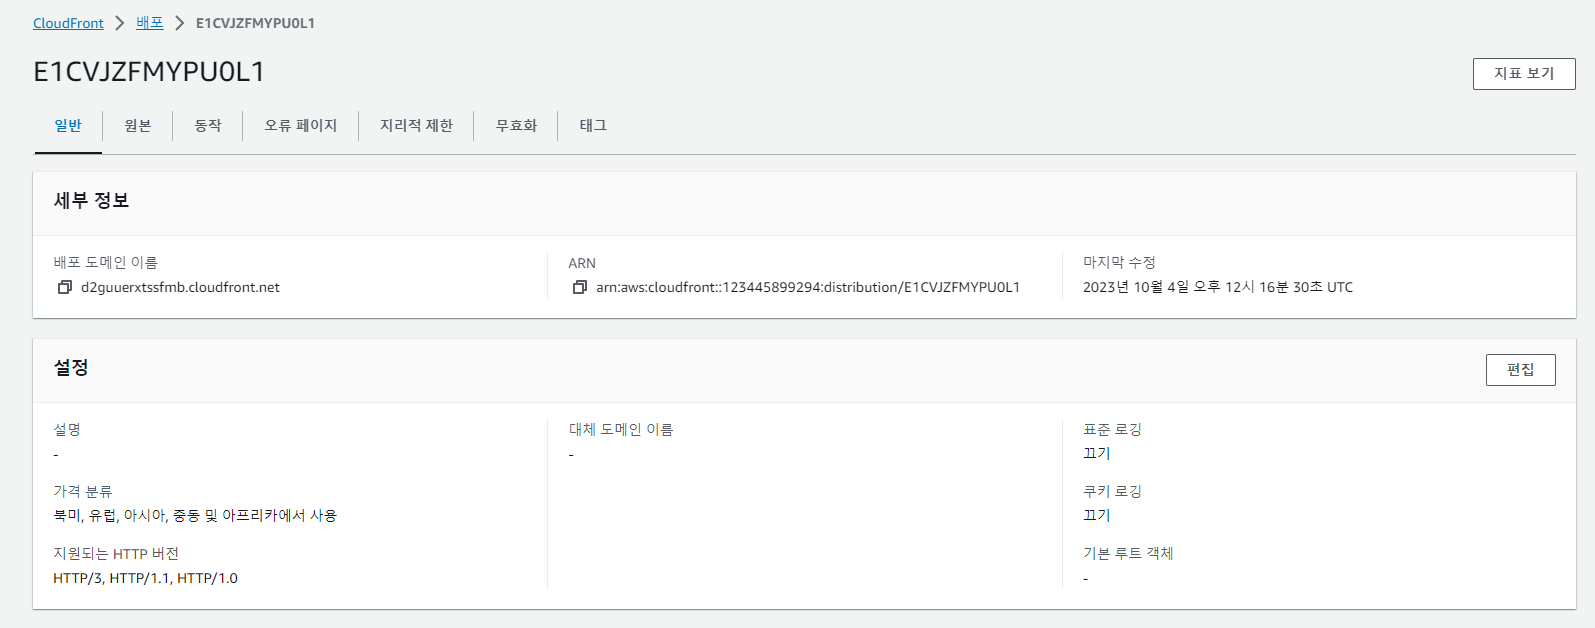 CloudFront > 배포 > E1CVJZFMYPU0L1
E1CVJZFMYPU0L1
지표 보기
일반 원본 동작 오류 페이지 지리적 제한 무효화 태그
세부 정보
배포 도메인 이름
d2guuerxtssfmb.cloudfront.net
ARN
arn:aws:cloudfront::123445899294:distribution/E1CVJZFMYPU0L1
마지막 수정
2023년 10월 4일 오후 12시 16분 30초 UTC
설정
편집
설명
-
가격 분류
북미, 유럽, 아시아, 중동 및 아프리카에서 사용
지원되는 HTTP 버전
HTTP/3, HTTP/1.1, HTTP/1.0
대체 도메인 이름
-
표준 로깅
끄기
쿠키 로깅
끄기
기본 루트 객체
-